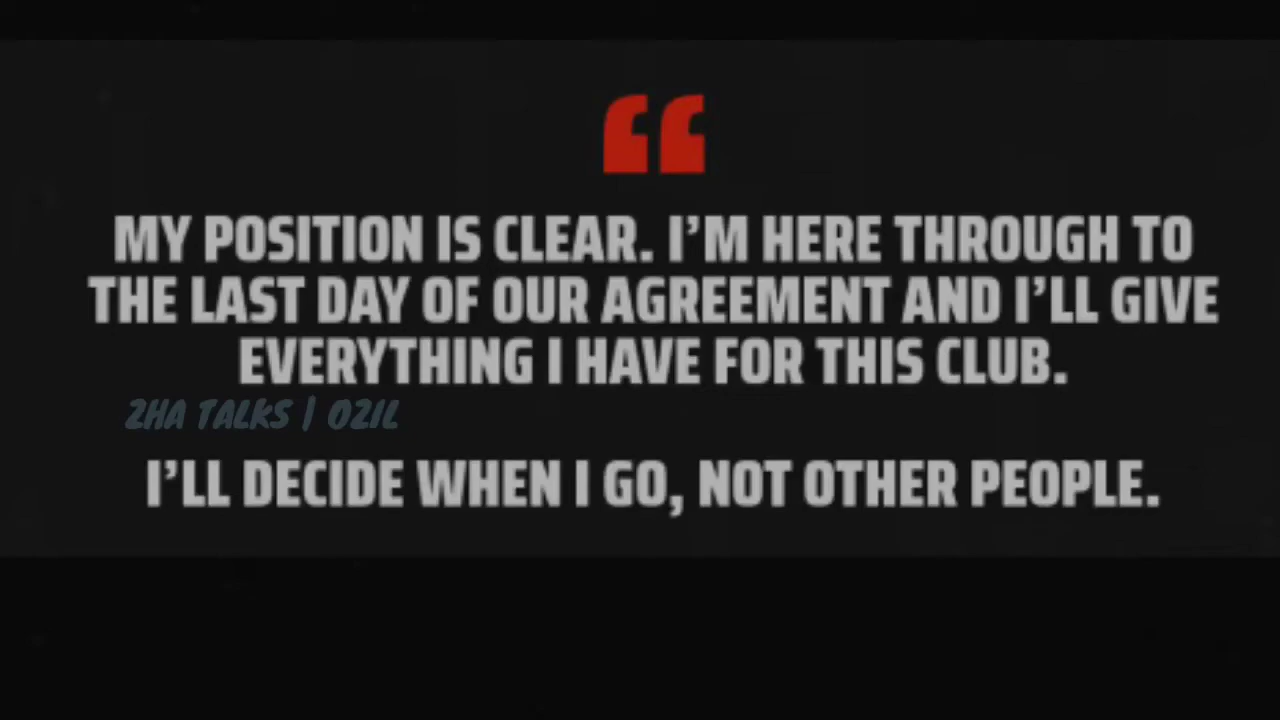 “
MY POSITION IS CLEAR. I’M HERE THROUGH TO
THE LAST DAY OF OUR AGREEMENT AND I’LL GIVE
EVERYTHING I HAVE FOR THIS CLUB.
ZHA TALKS | OZIL
I’LL DECIDE WHEN I GO, NOT OTHER PEOPLE.